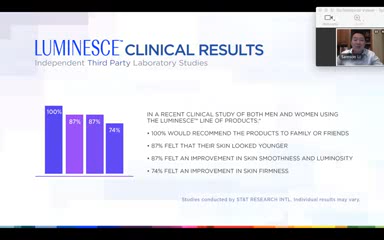 LUMINESCE™ CLINICAL RESULTS
Independent Third Party Laboratory Studies
100%
87%
87%
74%
IN A RECENT CLINICAL STUDY OF BOTH MEN AND WOMEN USING
THE LUMINESCE™ LINE OF PRODUCTS:*
• 100% WOULD RECOMMEND THE PRODUCTS TO FAMILY OR FRIENDS
• 87% FELT THAT THEIR SKIN LOOKED YOUNGER
• 87% FELT AN IMPROVEMENT IN SKIN SMOOTHNESS AND LUMINOSITY
• 74% FELT AN IMPROVEMENT IN SKIN FIRMNESS
Studies conducted by ST&T RESEARCH INTL. Individual results may vary.